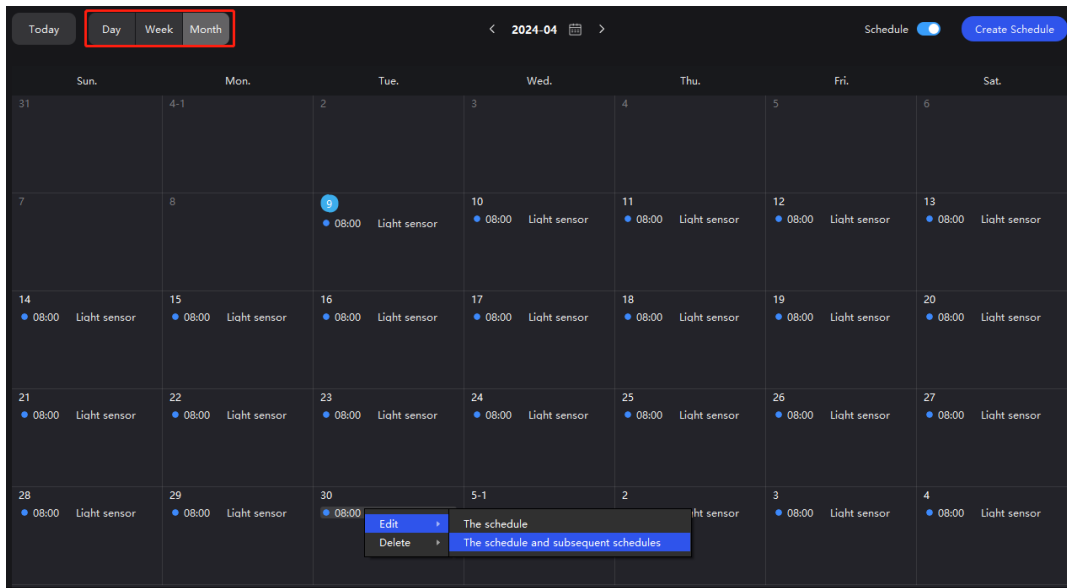 Today Day Week Month 2024-04 Schedule Create Schedule
Sun. Mon. Tue. Wed. Thu. Fri. Sat.
31 4-1 2 3 4 5 6
7 8 9 10 11 12 13
08:00 Light sensor 08:00 Light sensor 08:00 Light sensor 08:00 Light sensor 08:00 Light sensor
14 15 16 17 18 19 20
08:00 Light sensor 08:00 Light sensor 08:00 Light sensor 08:00 Light sensor 08:00 Light sensor 08:00 Light sensor 08:00 Light sensor
21 22 23 24 25 26 27
08:00 Light sensor 08:00 Light sensor 08:00 Light sensor 08:00 Light sensor 08:00 Light sensor 08:00 Light sensor 08:00 Light sensor
28 29 30 5-1 2 3 4
08:00 Light sensor 08:00 Light sensor 08:00 ht sensor 08:00 Light sensor 08:00 Light sensor
Edit The schedule
Delete The schedule and subsequent schedules